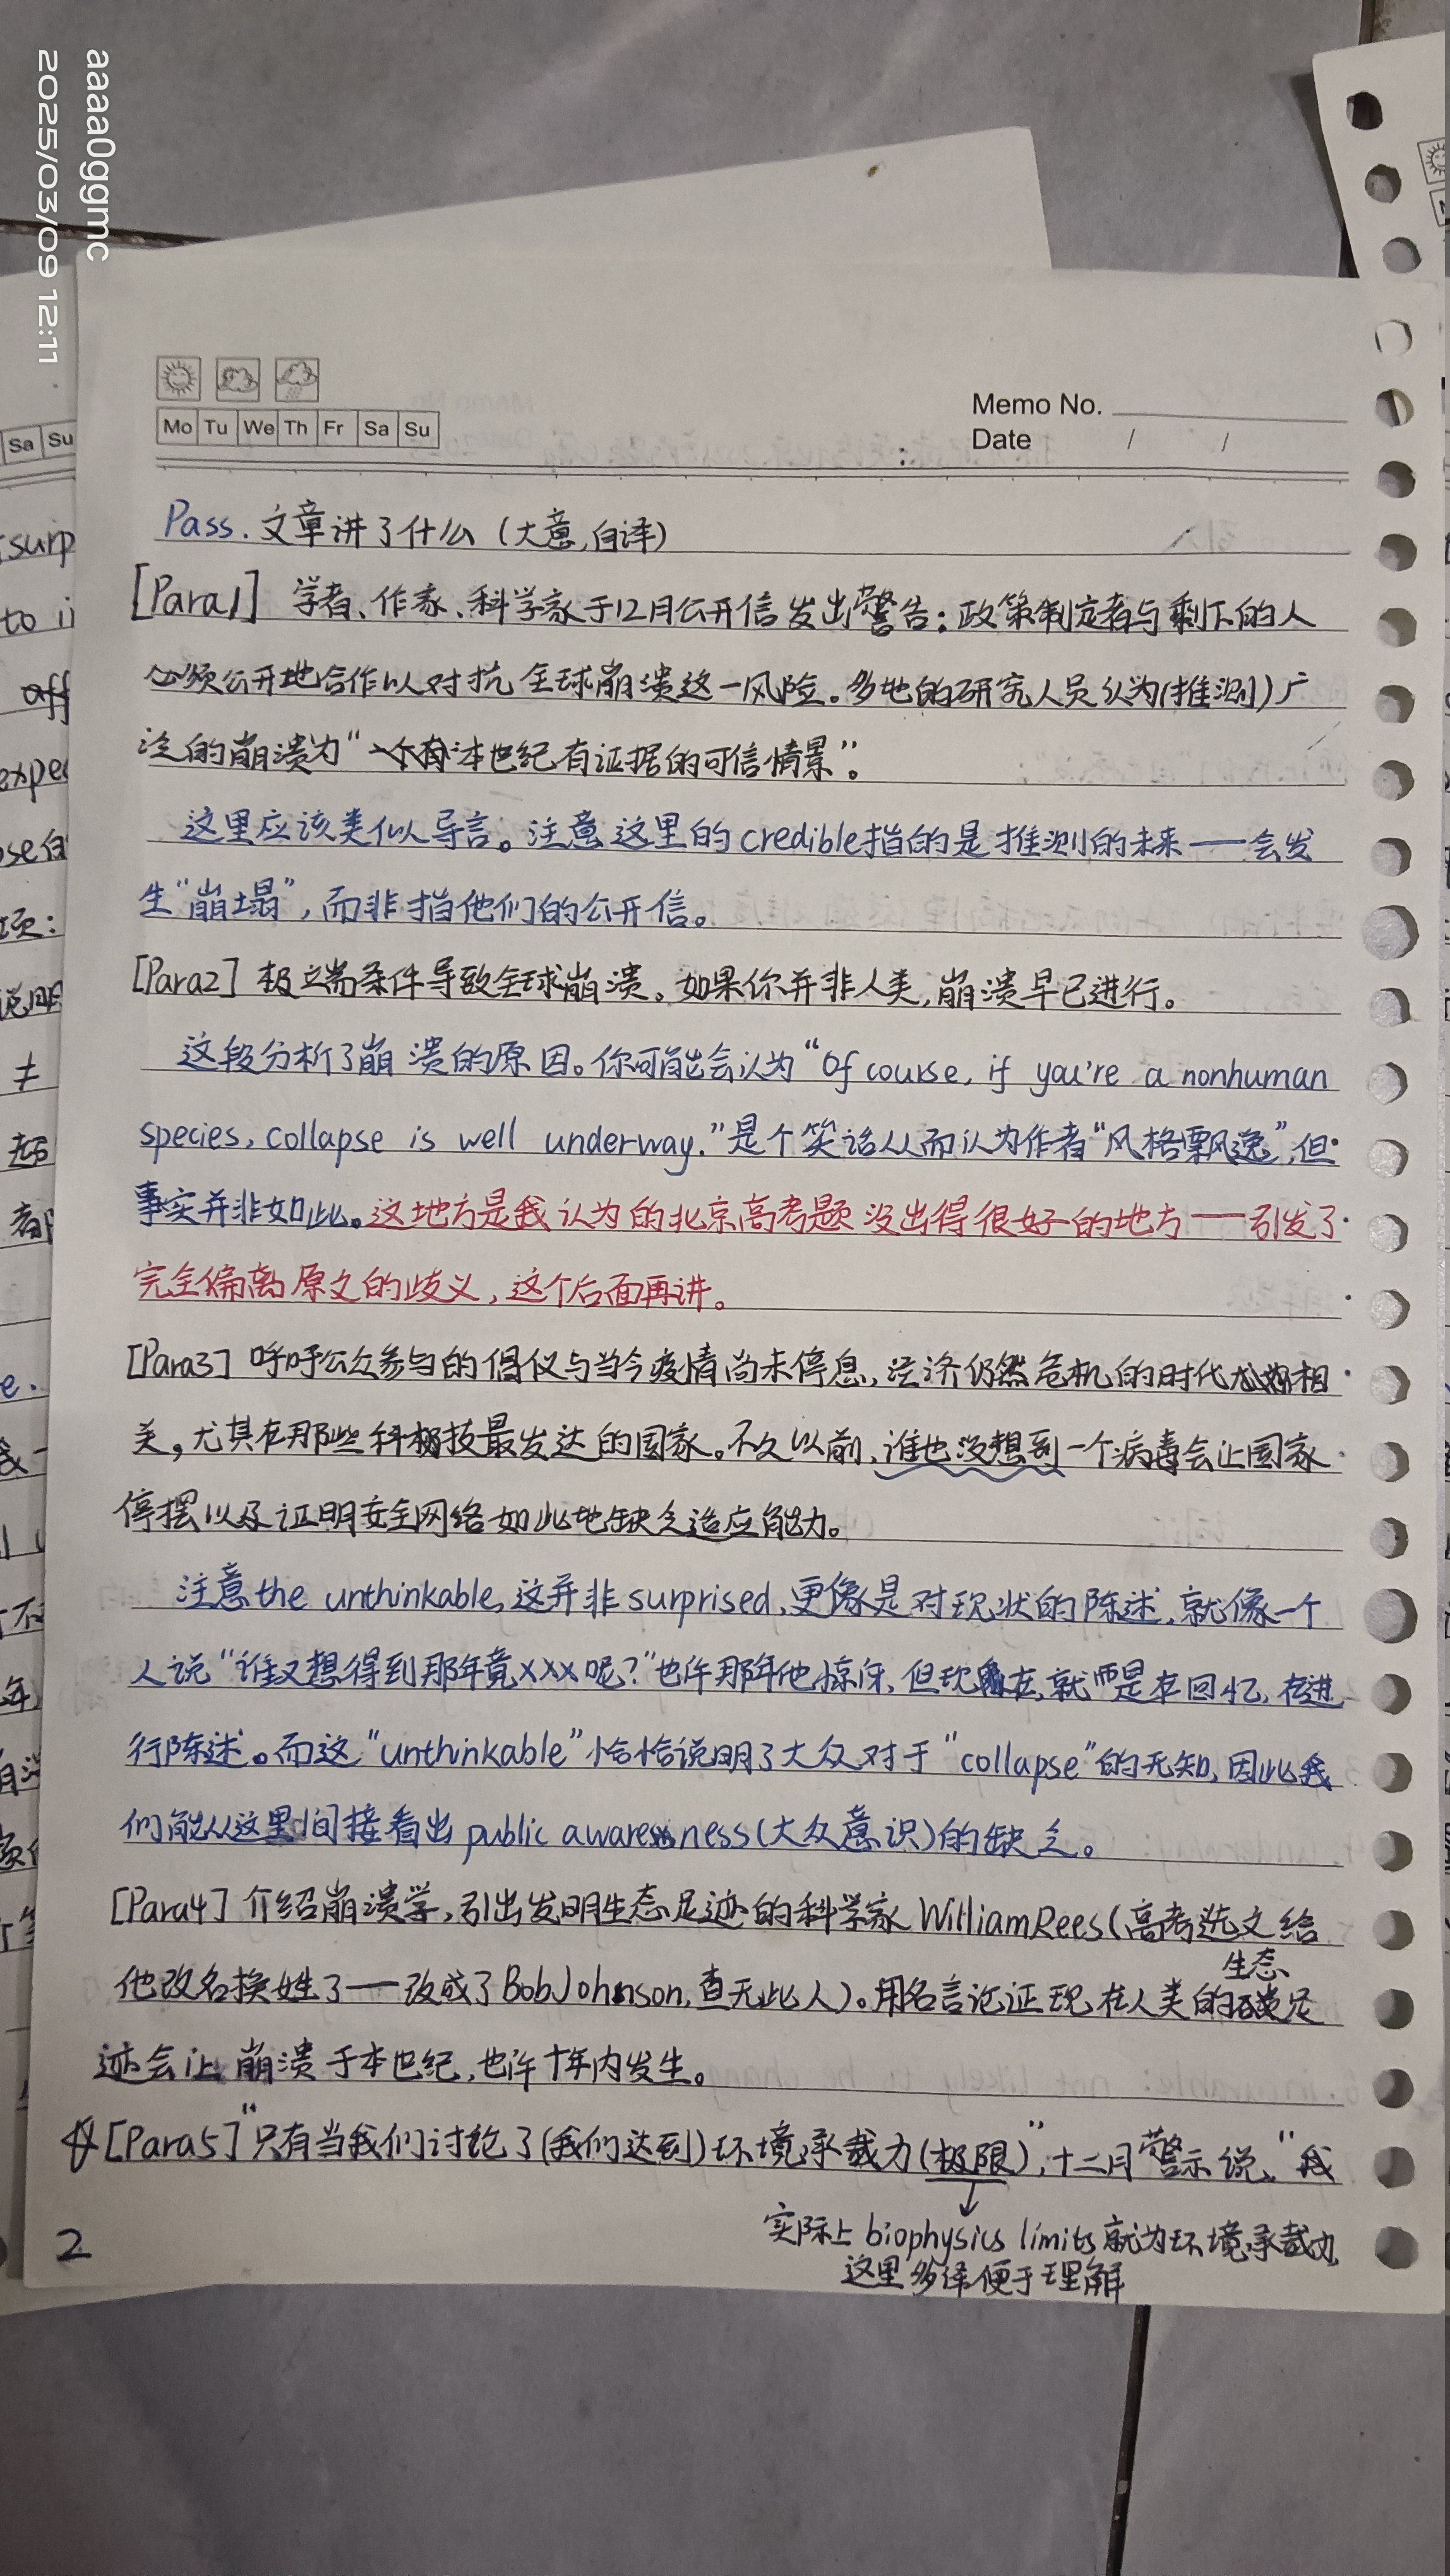 aaaa0ggmc
2025/03/09 12:11
Sa Su
Mo Tu We Th Fr Sa Su
Memo No.
Date / /
Pass. 文章讲了什么（大意，自译）
[Para1] 学者、作家、科学家于12月公开信发出警告：政策制定者与剩下的人
必须公开地合作以对抗全球崩溃这一风险。多地的研究人员认为(推测)广
泛的崩溃为“本世纪有证据的可信情景”。
这里应该类似导言。注意这里的credible指的是推测的未来——会发
生“崩塌”，而非指他们的公开信。
[Para2] 极端条件导致全球崩溃。如果你并非人类，崩溃早已进行。
这段分析了崩溃的原因。你可能会认为“Of course, if you're a nonhuman
species, collapse is well underway.”是个笑话从而认为作者“风格飘逸”，但
事实并非如此。这地方是我认为的北京高考题没出得很好的地方——引发了
完全偏离原文的歧义，这个后面再讲。
[Para3] 呼吁公众参与的倡仪与当今疫情尚未停息，经济仍然危机的时代相
关，尤其在那些科技最发达的国家。不久以前，谁也没想到一个病毒会让国家
停摆以及证明安全网络如此地缺乏适应能力。
注意the unthinkable，这并非surprised，更像是对现状的陈述，就像一个
人说“谁又想得到那年竟xxx呢？”也许那年他惊讶，但现在，就是在回忆，在进
行陈述。而这“unthinkable”恰恰说明了大众对于“collapse”的无知，因此我
们能从这里间接看出public awareness(大众意识)的缺乏。
[Para4] 介绍崩溃学，引出发明生态足迹的科学家William Rees(高考选文给
他改名换姓了——改成了Bob Johnson，查无此人)。用名言论证现在人类的生态足
迹会让崩溃于本世纪，也许十年内发生。
[Para5]“只有当我们讨论了(我们达到)环境承载力(极限)”，十二月警示说、“我
实际上 biophysics limits 就为环境承载力，
这里多译便于理解
2